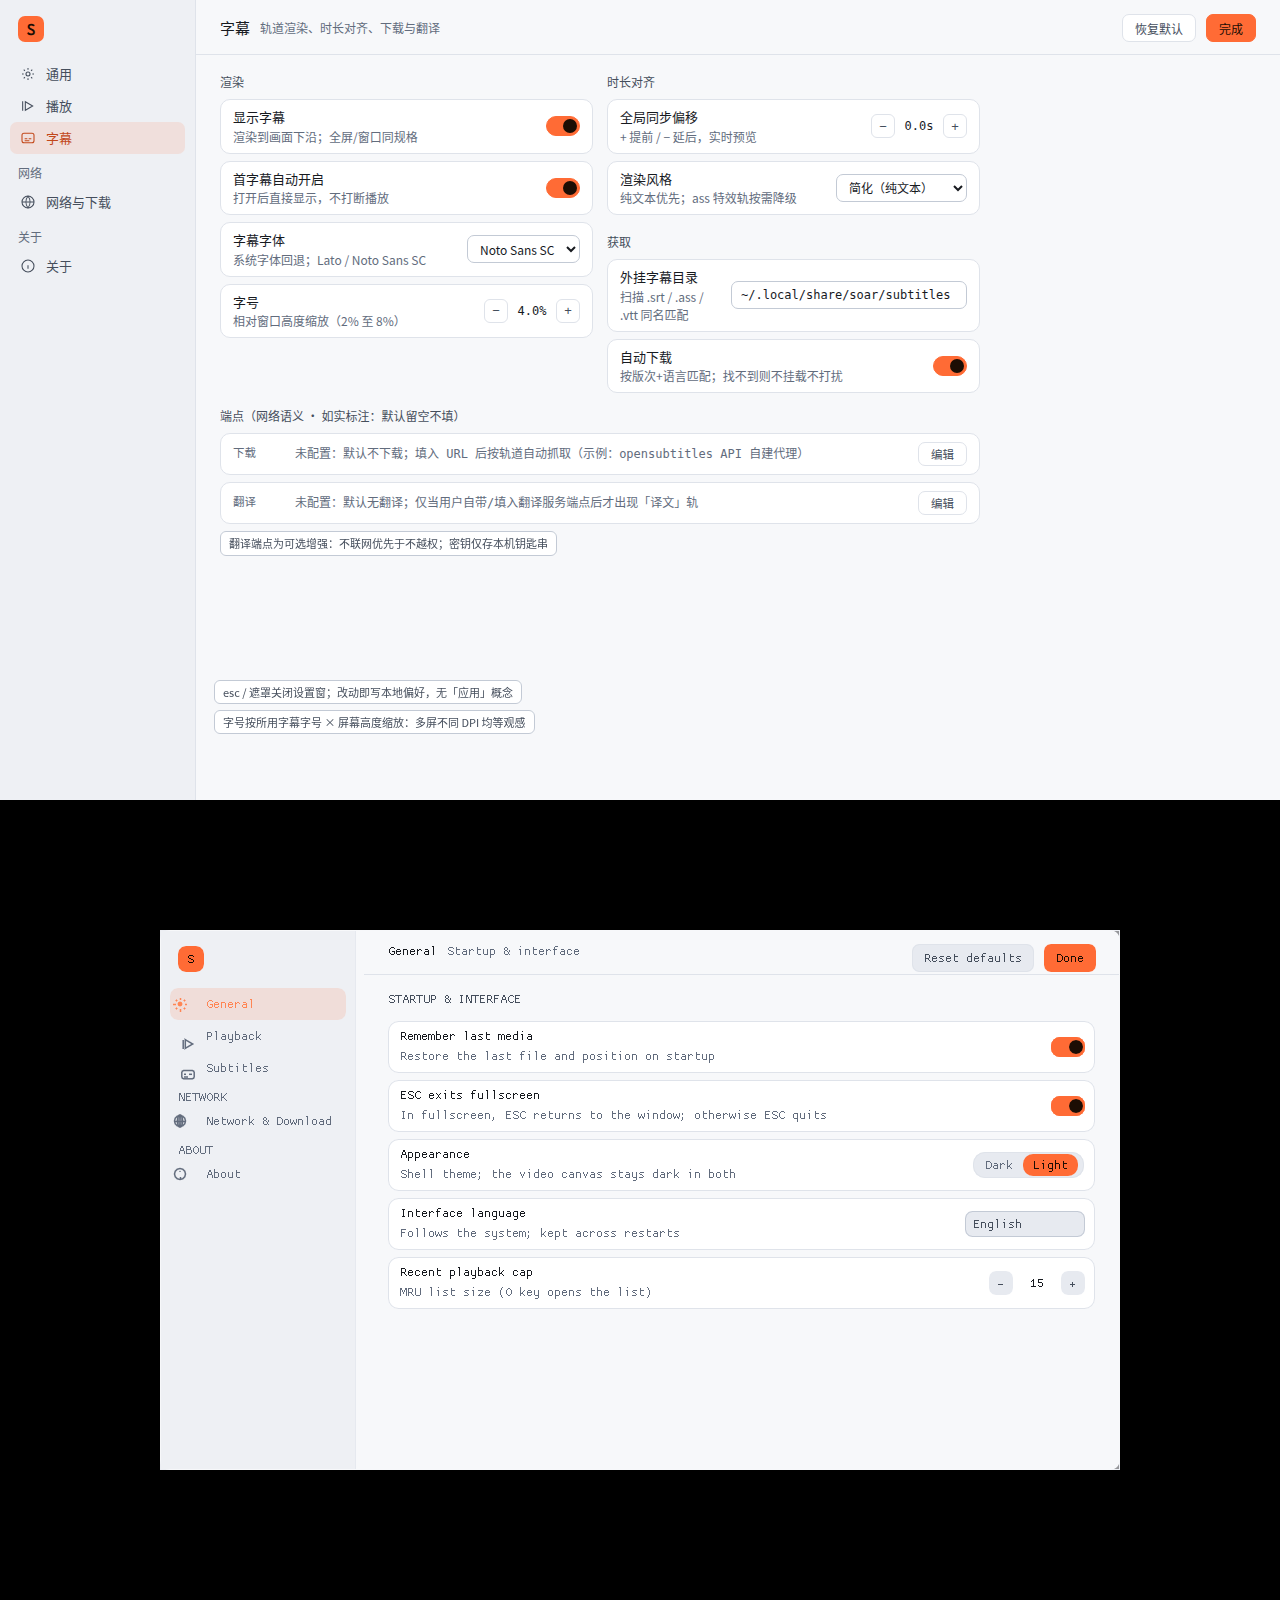 S
通用
播放
字幕
网络
网络与下载
关于
关于
字幕 轨道渲染、时长对齐、下载与翻译
恢复默认
完成
渲染
显示字幕
渲染到画面下沿；全屏/窗口同规格
首字幕自动开启
打开后直接显示，不打断播放
字幕字体
系统字体回退；Lato / Noto Sans SC
Noto Sans SC
字号
相对窗口高度缩放（2% 至 8%）
− 4.0% +
时长对齐
全局同步偏移
+ 提前 / − 延后，实时预览
− 0.0s +
渲染风格
纯文本优先；ass 特效轨按需降级
简化（纯文本）
获取
外挂字幕目录
扫描 .srt / .ass /
.vtt 同名匹配
~/.local/share/soar/subtitles
自动下载
按版次+语言匹配；找不到则不挂载不打扰
端点（网络语义 · 如实标注：默认留空不填）
下载 未配置：默认不下载；填入 URL 后按轨道自动抓取（示例：opensubtitles API 自建代理） 编辑
翻译 未配置：默认无翻译；仅当用户自带/填入翻译服务端点后才出现「译文」轨 编辑
翻译端点为可选增强：不联网优先于不越权；密钥仅存本机钥匙串
esc / 遮罩关闭设置窗；改动即写本地偏好，无「应用」概念
字号按所用字幕字号 × 屏幕高度缩放：多屏不同 DPI 均等观感
S
General
Playback
Subtitles
NETWORK
Network & Download
ABOUT
About
General Startup & interface
Reset defaults
Done
STARTUP & INTERFACE
Remember last media
Restore the last file and position on startup
ESC exits fullscreen
In fullscreen, ESC returns to the window; otherwise ESC quits
Appearance
Shell theme; the video canvas stays dark in both
Dark Light
Interface language
Follows the system; kept across restarts
English
Recent playback cap
MRU list size (O key opens the list)
− 15 +